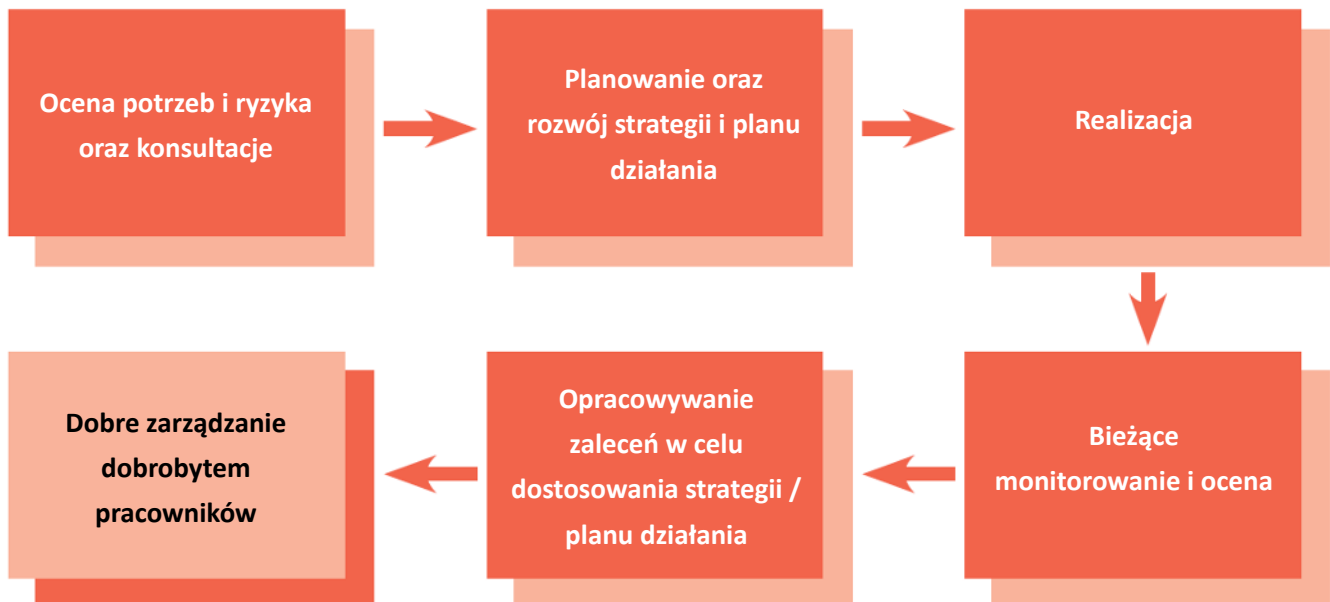 Ocena potrzeb i ryzyka
oraz konsultacje
Planowanie oraz
rozwój strategii i planu
działania
Realizacja
Bieżące
monitorowanie i ocena
Opracowywanie
zaleceń w celu
dostosowania strategii /
planu działania
Dobre zarządzanie
dobrobytem
pracowników